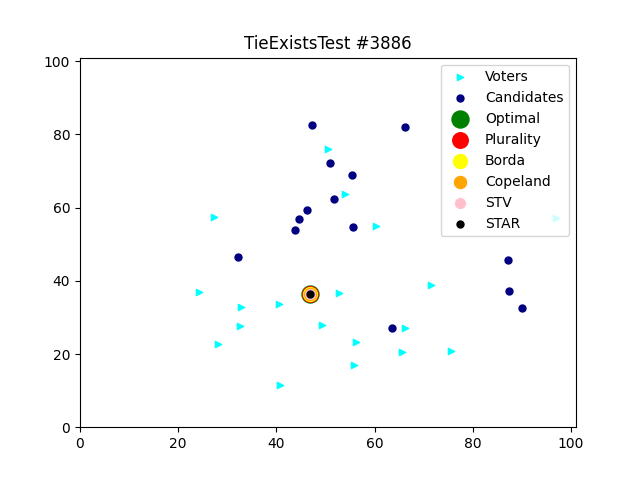 TieExistsTest #3886
100
80
60
40
20
0
0 20 40 60 80 100
Voters
Candidates
Optimal
Plurality
Borda
Copeland
STV
STAR